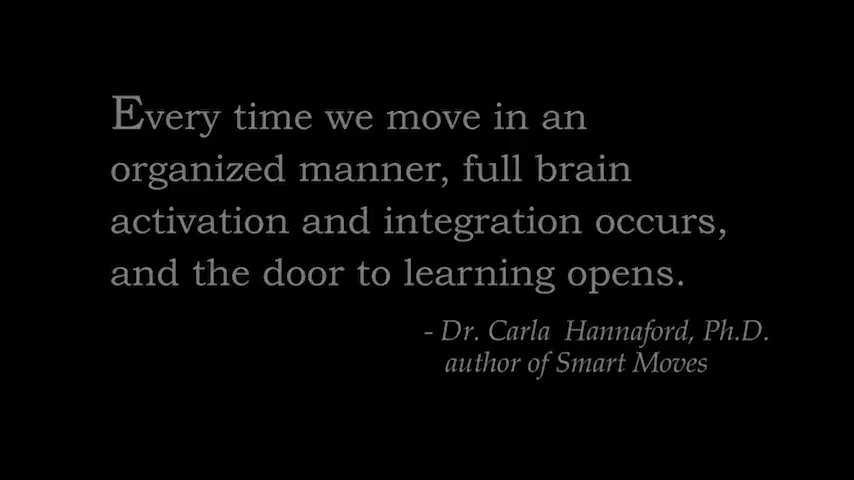 Every time we move in an
organized manner, full brain
activation and integration occurs,
and the door to learning opens.
- Dr. Carla Hannaford, Ph.D.
author of Smart Moves